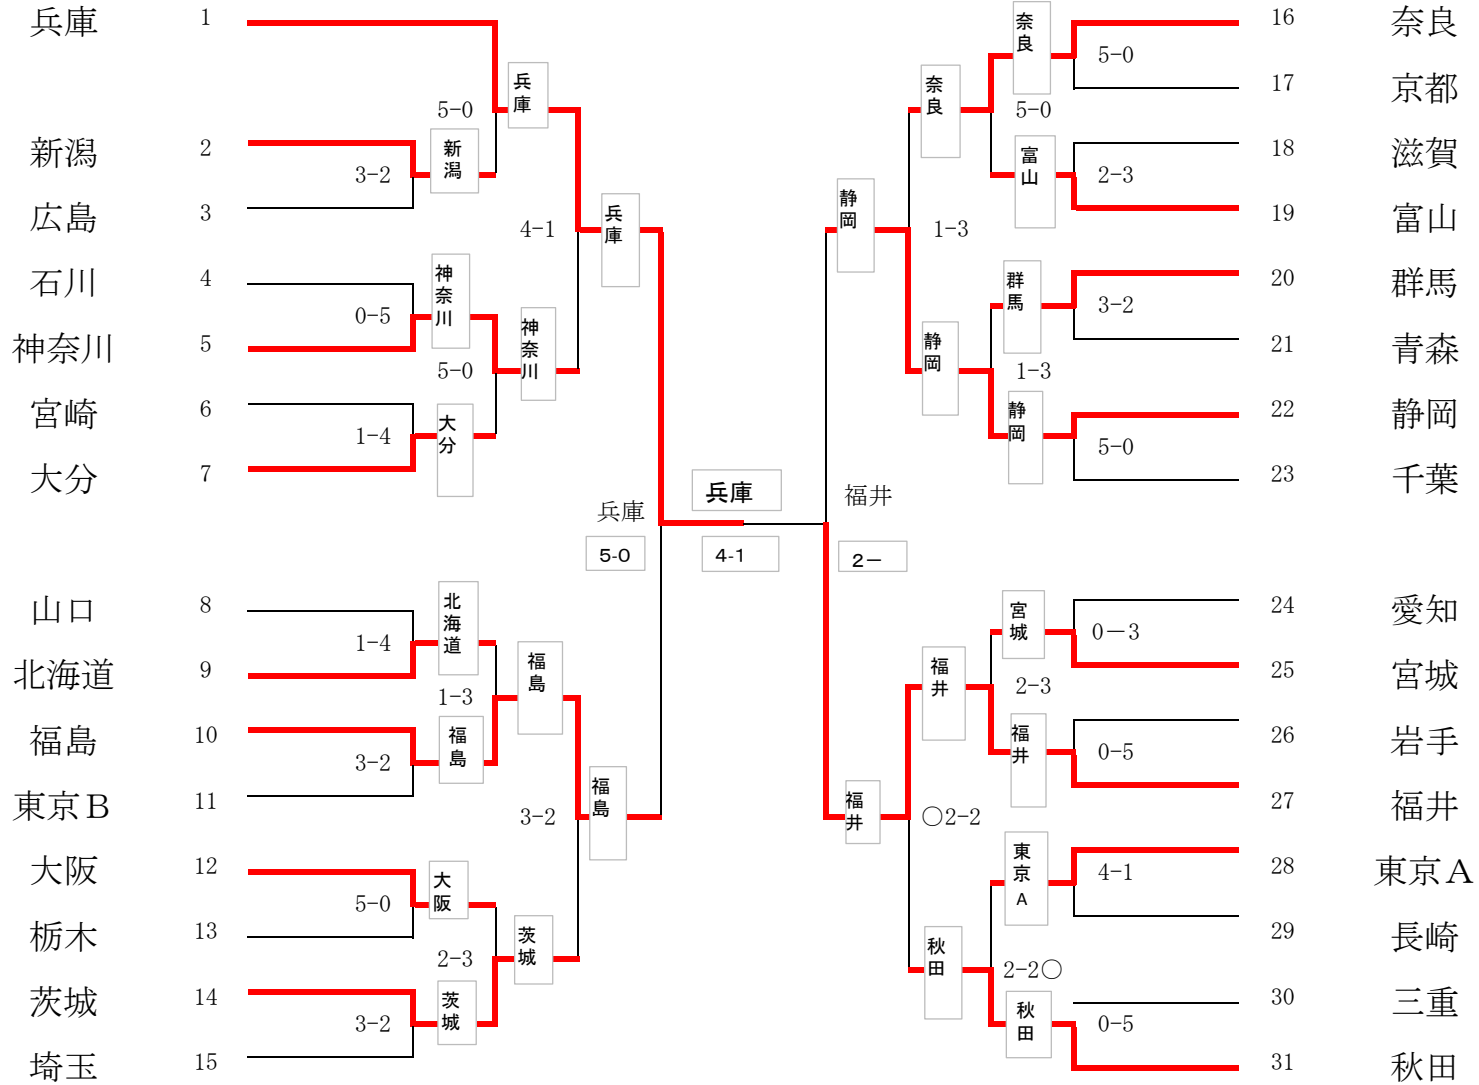 兵庫 1
新潟 2
広島 3
石川 4
神奈川 5
宮崎 6
大分 7
山口 8
北海道 9
福島 10
東京B 11
大阪 12
栃木 13
茨城 14
埼玉 15
3-2
0-5
1-4
1-4
3-2
5-0
3-2
新潟
神奈川
大分
北海道
福島
大阪
茨城
5-0
5-0
1-3
2-3
兵庫
神奈川
福島
茨城
4-1
3-2
兵庫
福島
兵庫
5-0
兵庫
4-1
福井
2－
静岡
福井
1-3
○2-2
奈良
静岡
福井
秋田
5-0
1-3
2-3
2-2○
奈良
富山
群馬
静岡
宮城
福井
東京A
秋田
5-0
2-3
3-2
5-0
0－3
0-5
4-1
0-5
16 奈良
17 京都
18 滋賀
19 富山
20 群馬
21 青森
22 静岡
23 千葉
24 愛知
25 宮城
26 岩手
27 福井
28 東京A
29 長崎
30 三重
31 秋田